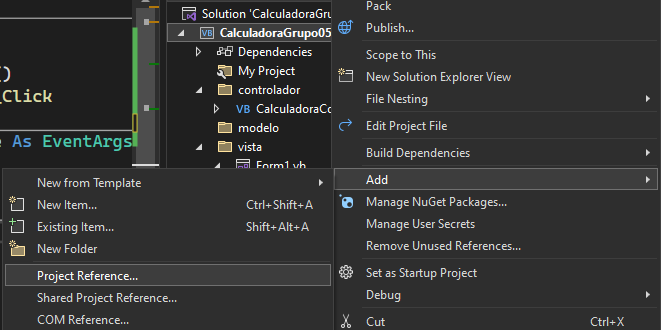 ()
_Click
e As EventArgs
Solution 'CalculadoraGru
CalculadoraGrupo05
Dependencies
My Project
controlador
CalculadoraCo
modelo
vista
Form1.vb
Pack
Publish...
Scope to This
New Solution Explorer View
File Nesting
Edit Project File
Build Dependencies
Add
Manage NuGet Packages...
Manage User Secrets
Remove Unused References...
Set as Startup Project
Debug
Cut Ctrl+X
New from Template
New Item... Ctrl+Shift+A
Existing Item... Shift+Alt+A
New Folder
Project Reference...
Shared Project Reference...
COM Reference...